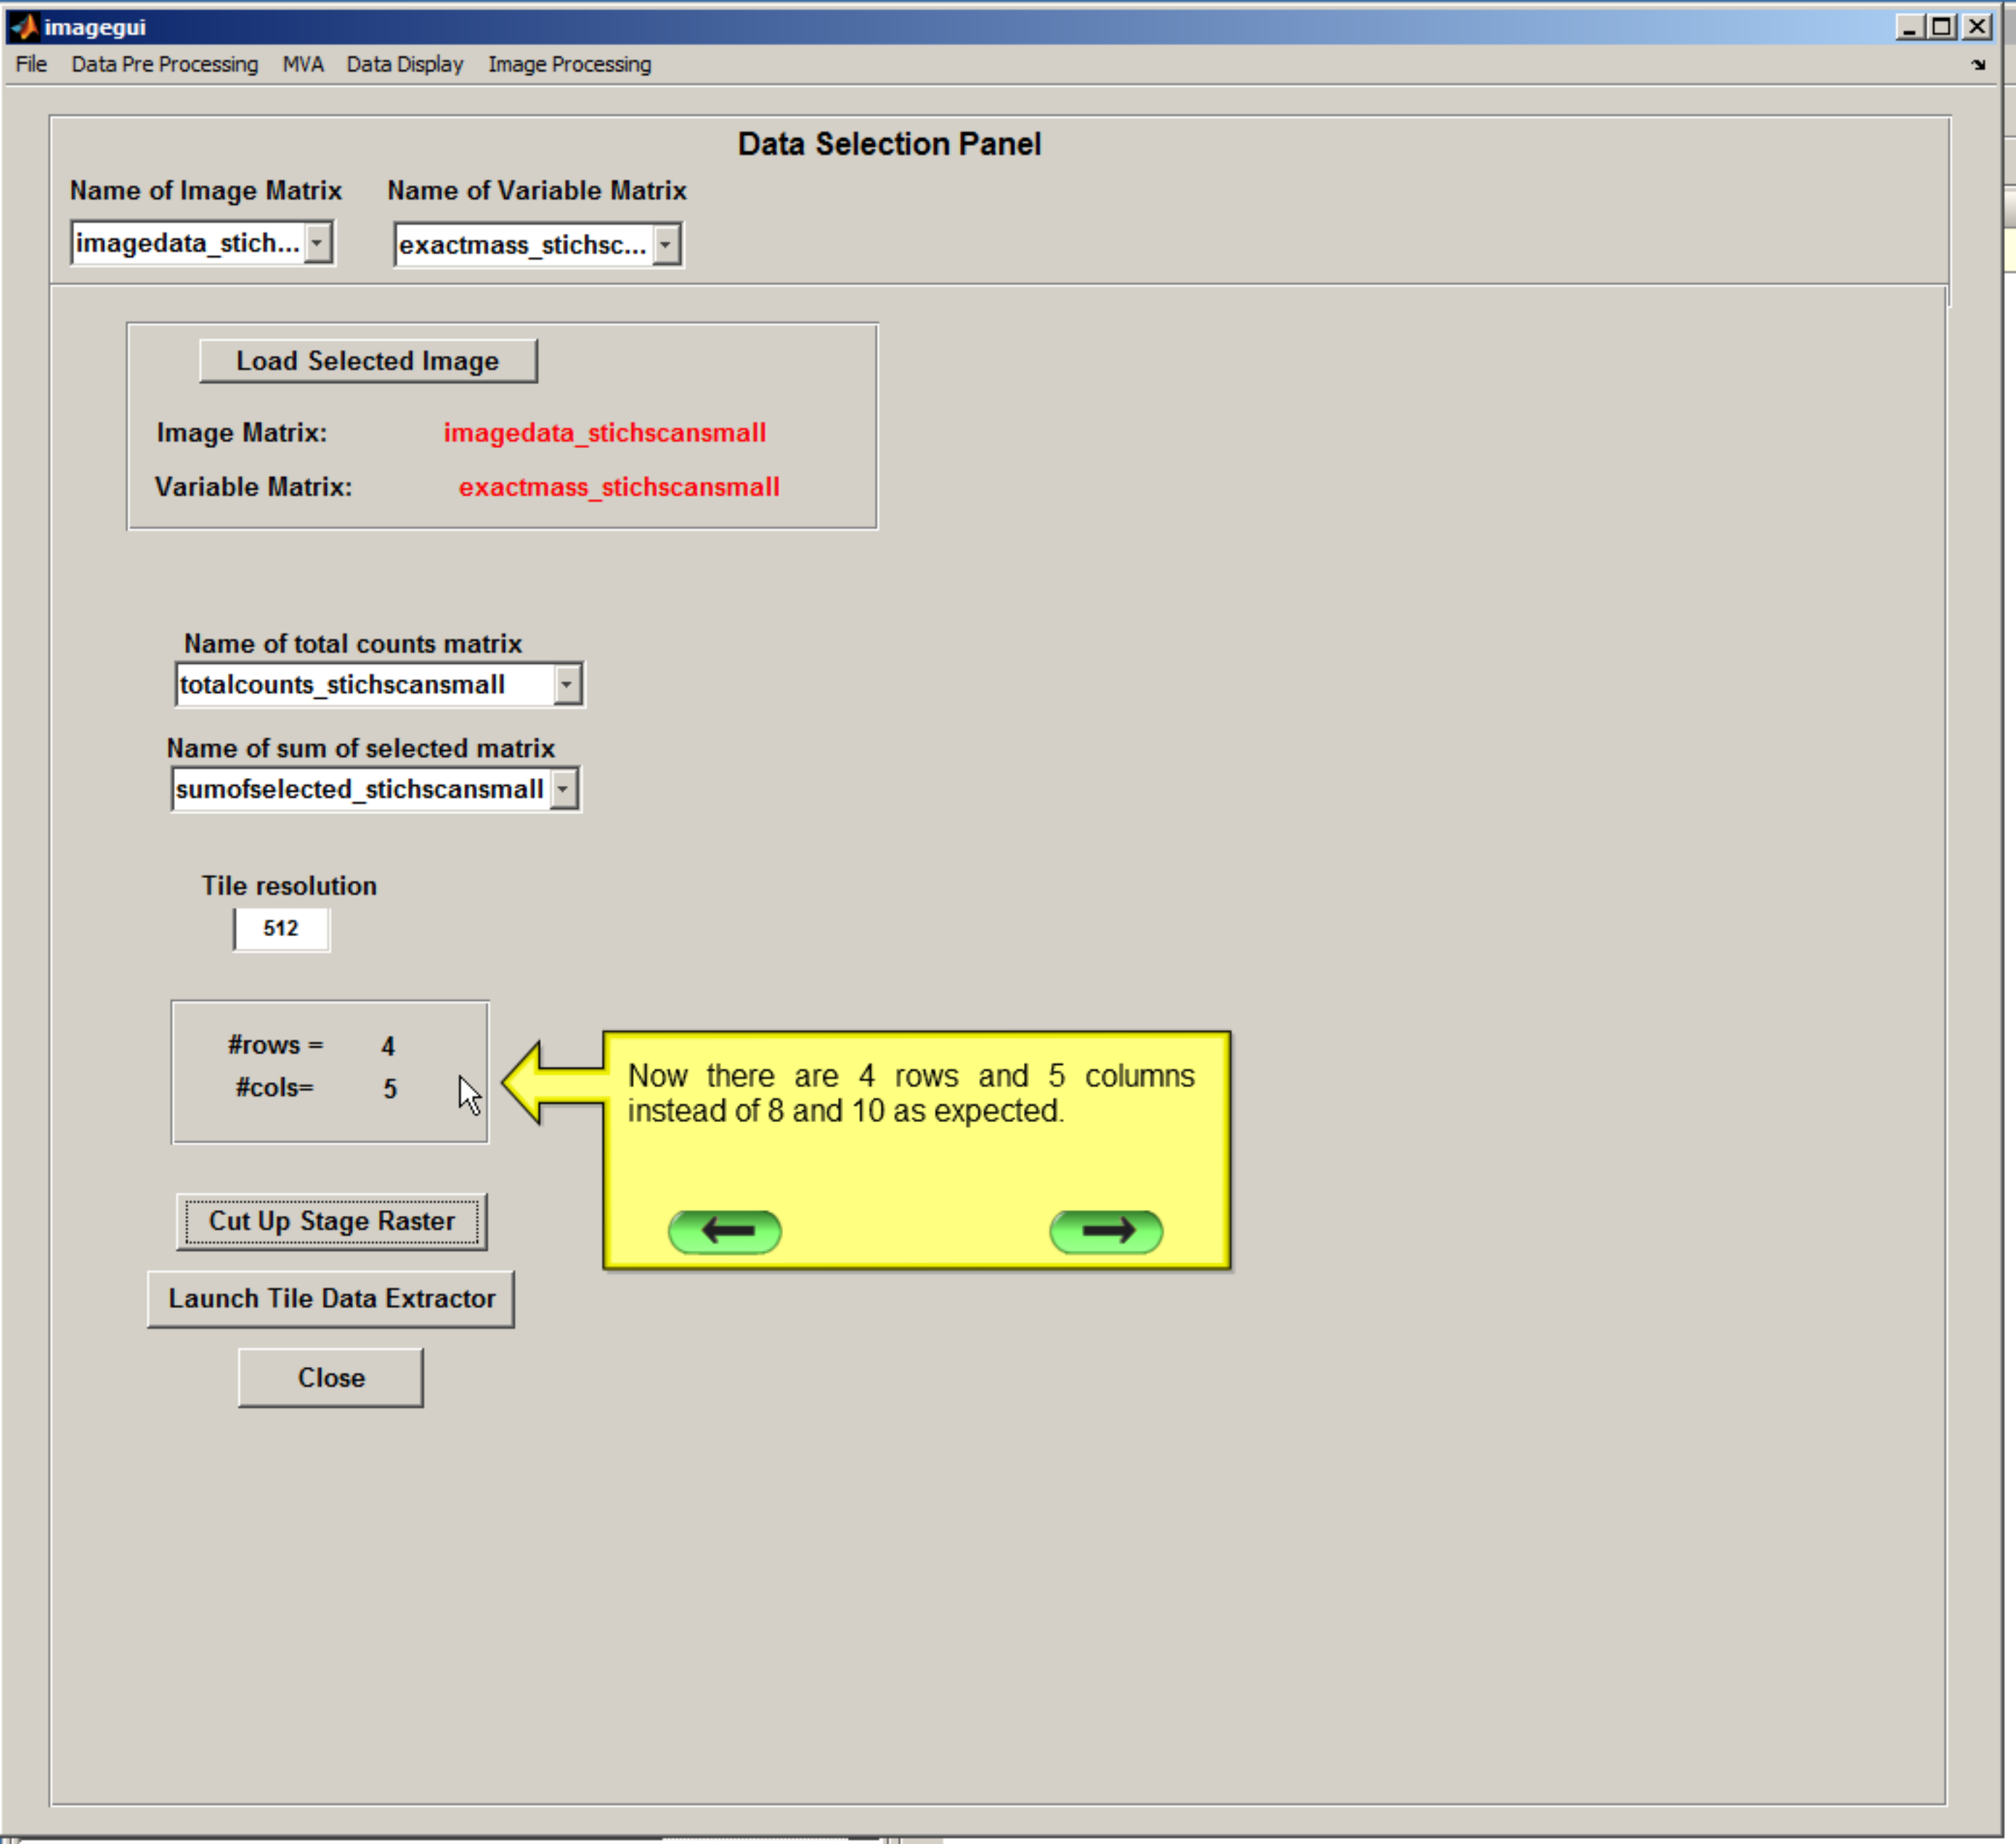 imagegui
File Data Pre Processing MVA Data Display Image Processing
Data Selection Panel
Name of Image Matrix Name of Variable Matrix
imagedata_stich... exactmass_stichsc...
Load Selected Image
Image Matrix: imagedata_stichscansmall
Variable Matrix: exactmass_stichscansmall
Name of total counts matrix
totalcounts_stichscansmall
Name of sum of selected matrix
sumofselected_stichscansmall
Tile resolution
512
#rows = 4
#cols= 5
Now there are 4 rows and 5 columns
instead of 8 and 10 as expected.
Cut Up Stage Raster
Launch Tile Data Extractor
Close